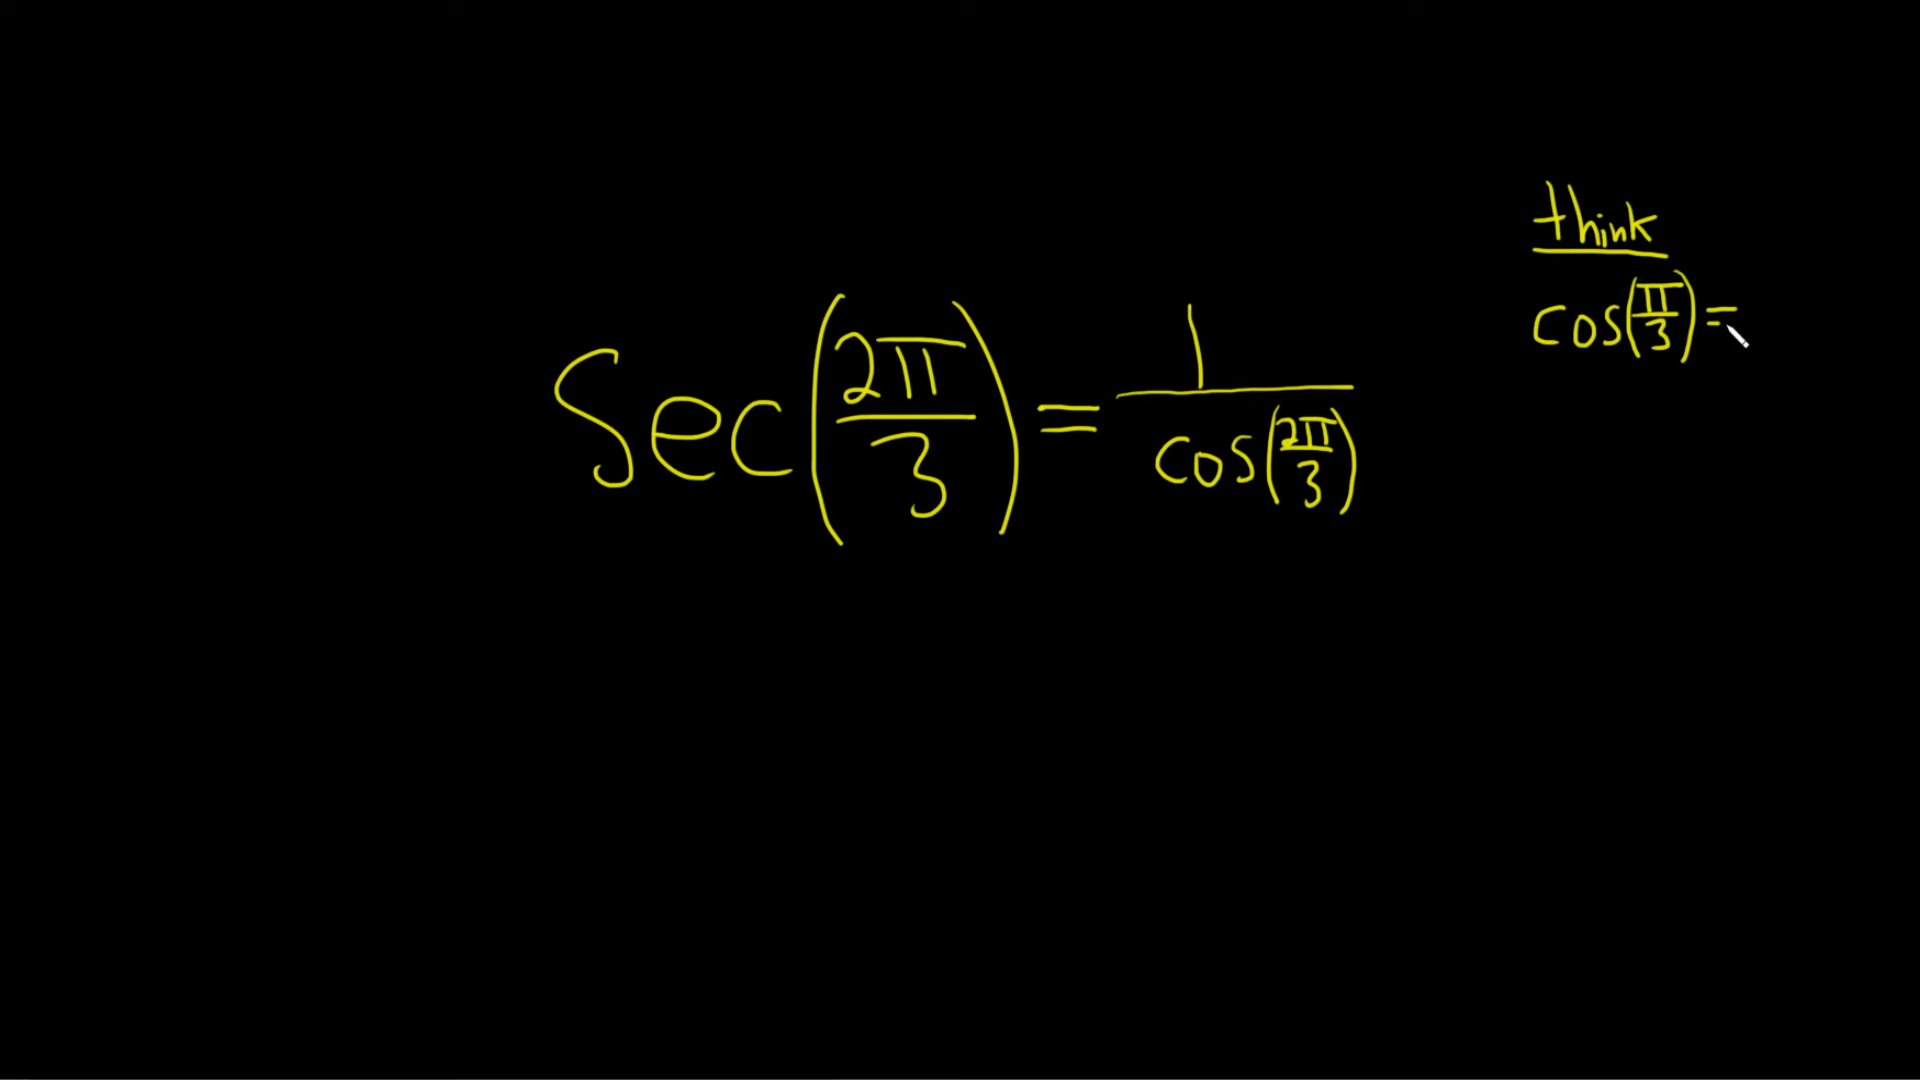 think
cos(π/3)=
Sec(2π/3)=1/cos(2π/3)